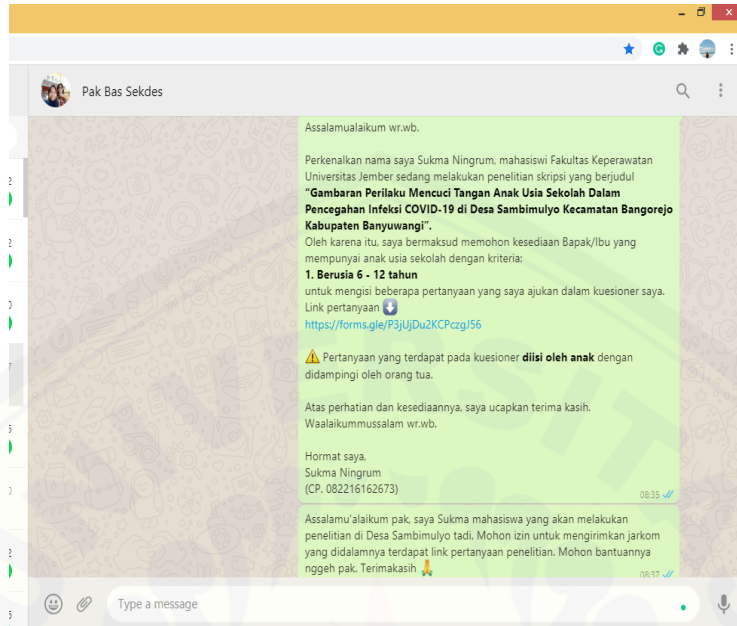 Pak Bas Sekdes
Assalamualaikum wr.wb.
Perkenalkan nama saya Sukma Ningrum, mahasiswi Fakultas Keperawatan
Universitas Jember sedang melakukan penelitian skripsi yang berjudul
"Gambaran Perilaku Mencuci Tangan Anak Usia Sekolah Dalam
Pencegahan Infeksi COVID-19 di Desa Sambimulyo Kecamatan Bangorejo
Kabupaten Banyuwangi".
Oleh karena itu, saya bermaksud memohon kesediaan Bapak/Ibu yang
mempunyai anak usia sekolah dengan kriteria:
1. Berusia 6 - 12 tahun
untuk mengisi beberapa pertanyaan yang saya ajukan dalam kuesioner saya.
Link pertanyaan ⬇️
https://forms.gle/P3jUjDu2KCPczgJ56
⚠️ Pertanyaan yang terdapat pada kuesioner diisi oleh anak dengan
didampingi oleh orang tua.
Atas perhatian dan kesediaannya, saya ucapkan terima kasih.
Waalaikummussalam wr.wb.
Hormat saya,
Sukma Ningrum
(CP. 082216162673)
08:35
Assalamu'alaikum pak, saya Sukma mahasiswa yang akan melakukan
penelitian di Desa Sambimulyo tadi. Mohon izin untuk mengirimkan jarkom
yang didalamnya terdapat link pertanyaan penelitian. Mohon bantuannya
nggeh pak. Terimakasih 🙏
08:37
Type a message